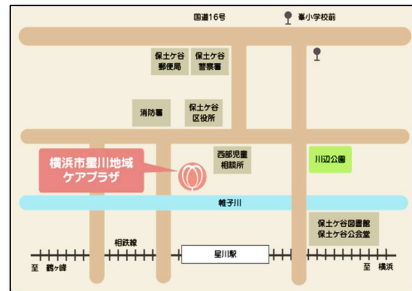 国道16号
峯小学校前
保土ケ谷
郵便局
保土ケ谷
警察署
消防署
保土ケ谷
区役所
横浜市星川地域
ケアプラザ
西部児童
相談所
川辺公園
帷子川
保土ケ谷図書館
保土ケ谷公会堂
相鉄線
星川駅
至 鶴ヶ峰
至 横浜